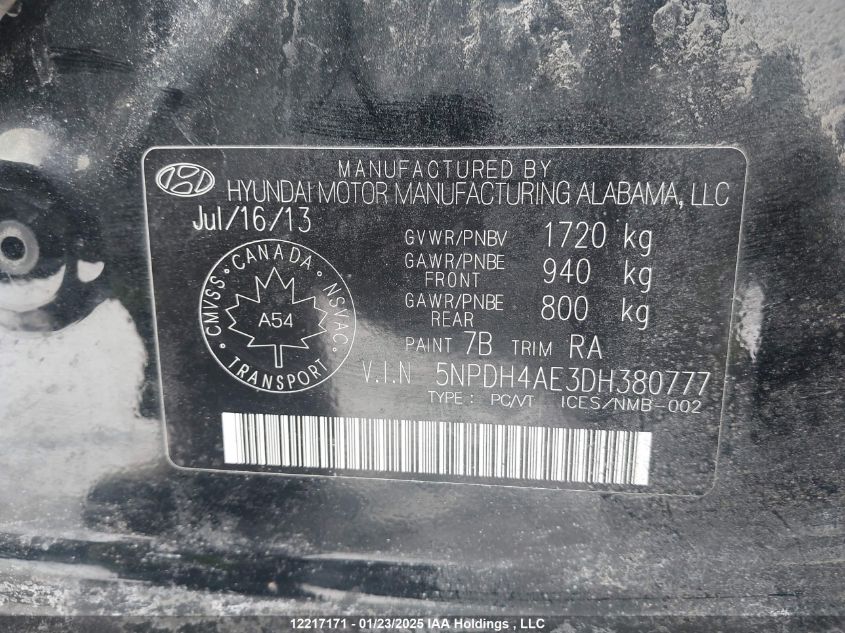 MANUFACTURED BY
HYUNDAI MOTOR MANUFACTURING ALABAMA, LLC
Jul/16/13
GVWR/PNBV 1720 kg
GAWR/PNBE FRONT 940 kg
GAWR/PNBE REAR 800 kg
PAINT 7B TRIM RA
CMVSS · CANADA · NSVAC
A54
TRANSPORT
V.I.N 5NPDH4AE3DH380777
TYPE : PC/VT ICES/NMB-002
12217171 - 01/23/2025 IAA Holdings, LLC